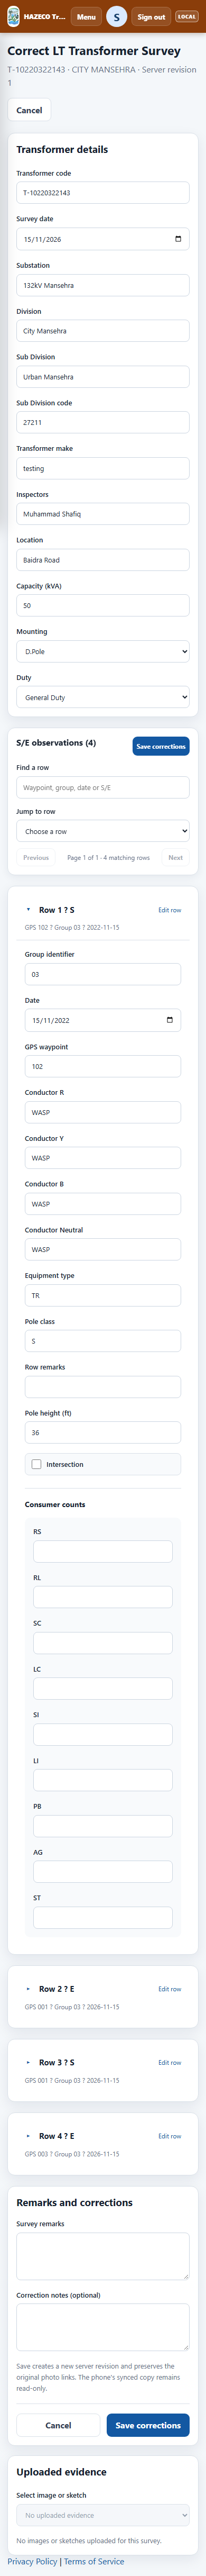 HAZECO Tr...
Menu
S
Sign out
LOCAL
Correct LT Transformer Survey
T-10220322143 · CITY MANSEHRA · Server revision
1
Cancel
Transformer details
Transformer code
T-10220322143
Survey date
15/11/2026
Substation
132kV Mansehra
Division
City Mansehra
Sub Division
Urban Mansehra
Sub Division code
27211
Transformer make
testing
Inspectors
Muhammad Shafiq
Location
Baidra Road
Capacity (kVA)
50
Mounting
D.Pole
Duty
General Duty
S/E observations (4)
Save corrections
Find a row
Waypoint, group, date or S/E
Jump to row
Choose a row
Previous
Page 1 of 1 · 4 matching rows
Next
Row 1 ? S
Edit row
GPS 102 ? Group 03 ? 2022-11-15
Group identifier
03
Date
15/11/2022
GPS waypoint
102
Conductor R
WASP
Conductor Y
WASP
Conductor B
WASP
Conductor Neutral
WASP
Equipment type
TR
Pole class
S
Row remarks
Pole height (ft)
36
Intersection
Consumer counts
RS
RL
SC
LC
SI
LI
PB
AG
ST
Row 2 ? E
Edit row
GPS 001 ? Group 03 ? 2026-11-15
Row 3 ? S
Edit row
GPS 001 ? Group 03 ? 2026-11-15
Row 4 ? E
Edit row
GPS 003 ? Group 03 ? 2026-11-15
Remarks and corrections
Survey remarks
Correction notes (optional)
Save creates a new server revision and preserves the
original photo links. The phone's synced copy remains
read-only.
Cancel
Save corrections
Uploaded evidence
Select image or sketch
No uploaded evidence
No images or sketches uploaded for this survey.
Privacy Policy | Terms of Service